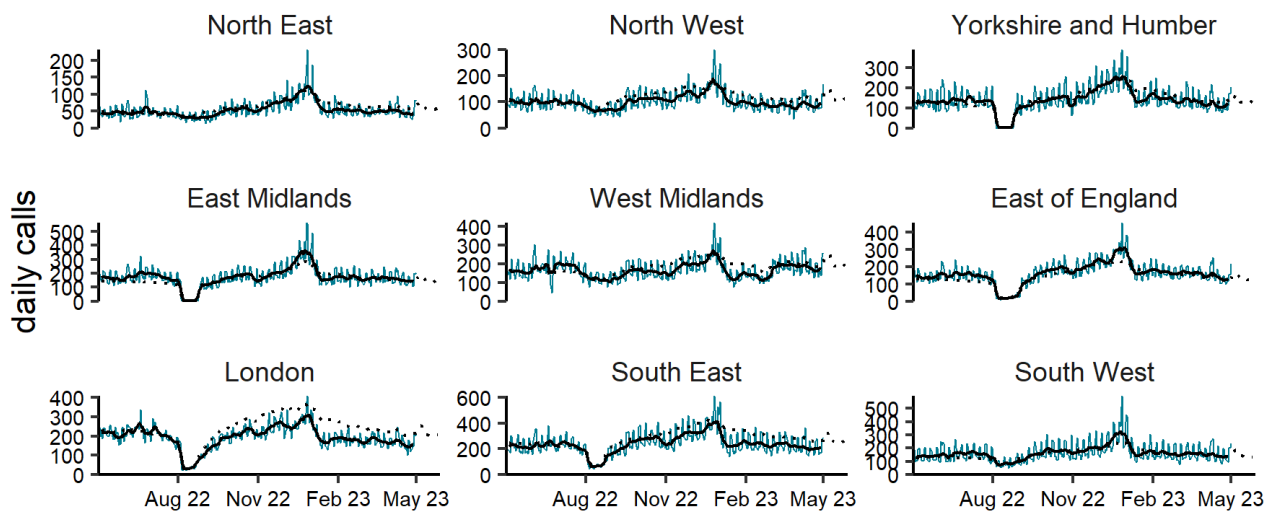 North East
North West
Yorkshire and Humber
200
150
100
50
0
300
200
100
0
300
200
100
0
East Midlands
West Midlands
East of England
500
400
300
200
100
0
400
300
200
100
0
400
300
200
100
0
daily calls
London
South East
South West
400
300
200
100
0
600
400
200
0
500
400
300
200
100
0
Aug 22
Nov 22
Feb 23
May 23
Aug 22
Nov 22
Feb 23
May 23
Aug 22
Nov 22
Feb 23
May 23